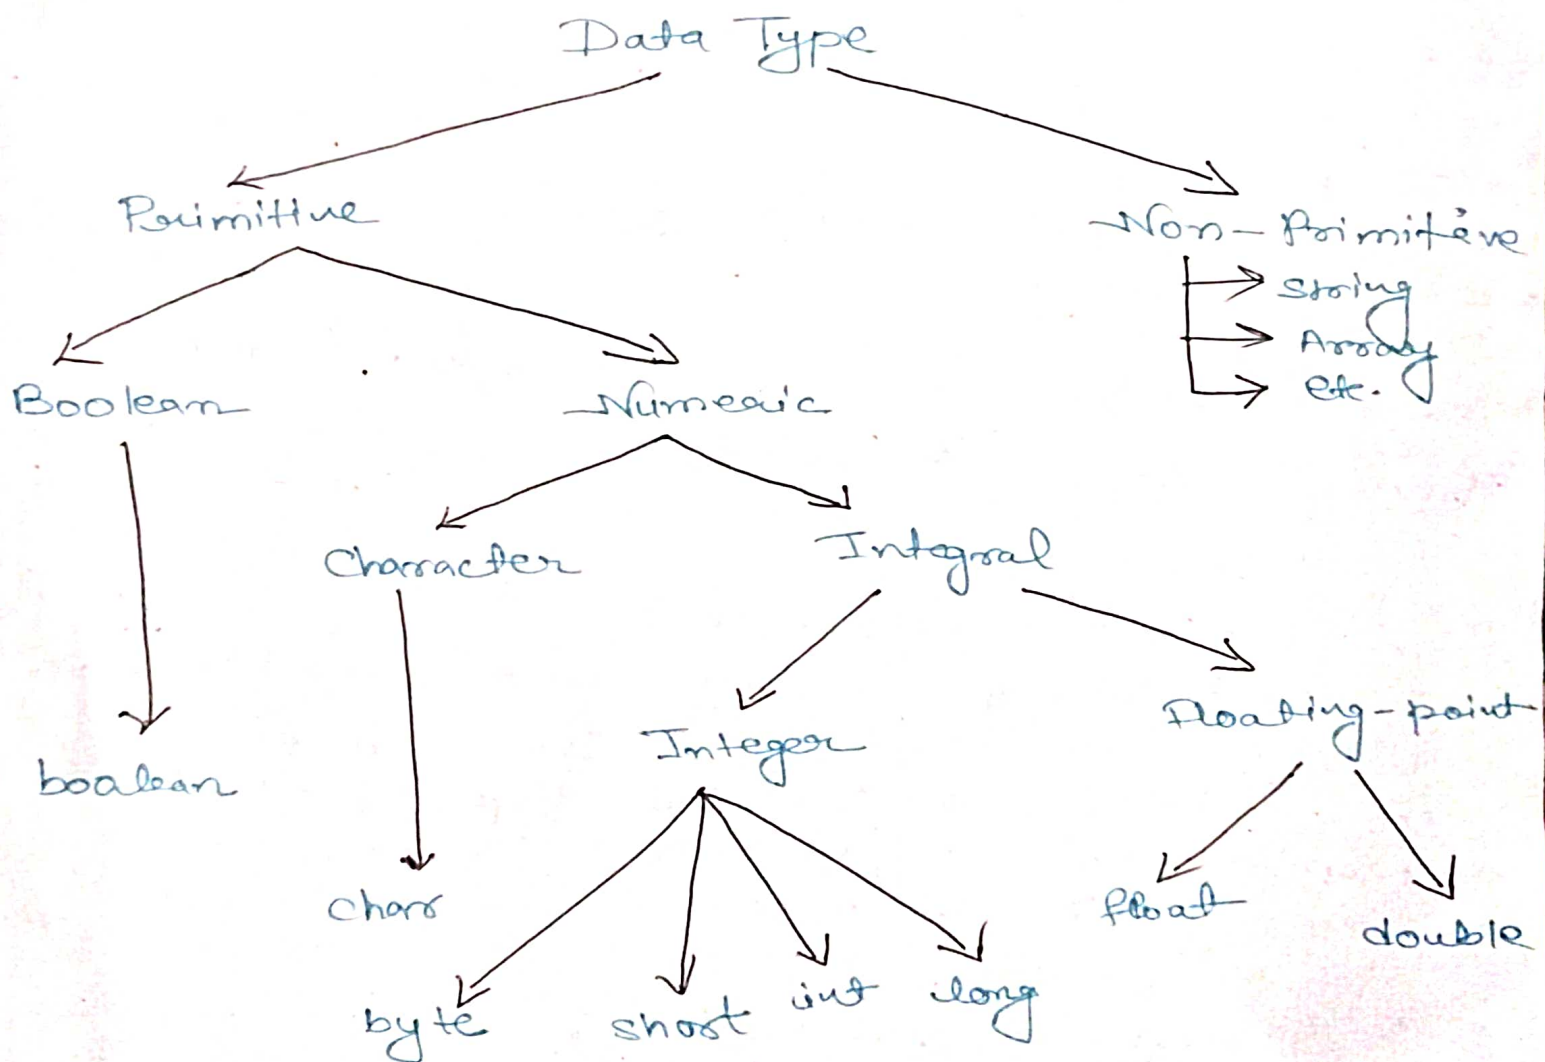 Data Type
Primitive
Non-Primitive
String
Array
etc.
Boolean
Numeric
Character
Integral
boolean
Integer
Floating-point
char
float
double
byte
short
int
long